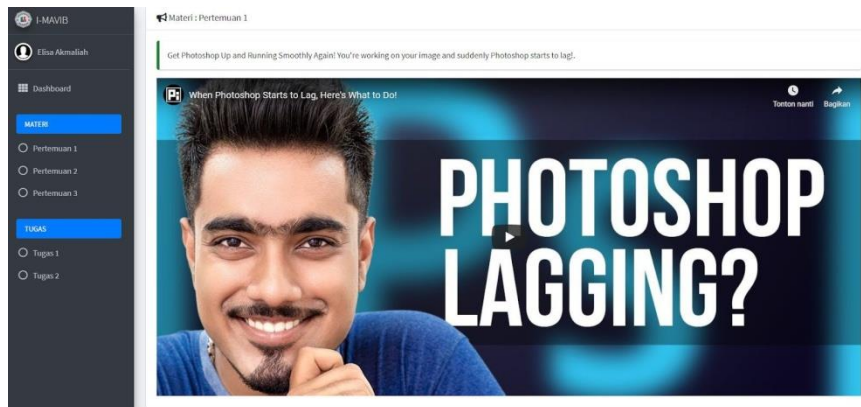 I-MAVIB
Elisa Akmaliah
Dashboard
MATERI
Pertemuan 1
Pertemuan 2
Pertemuan 3
TUGAS
Tugas 1
Tugas 2
Materi : Pertemuan 1
Get Photoshop Up and Running Smoothly Again! You're working on your image and suddenly Photoshop starts to lag!.
When Photoshop Starts to Lag, Here's What to Do!
Tonton nanti
Bagikan
PHOTOSHOP
LAGGING?